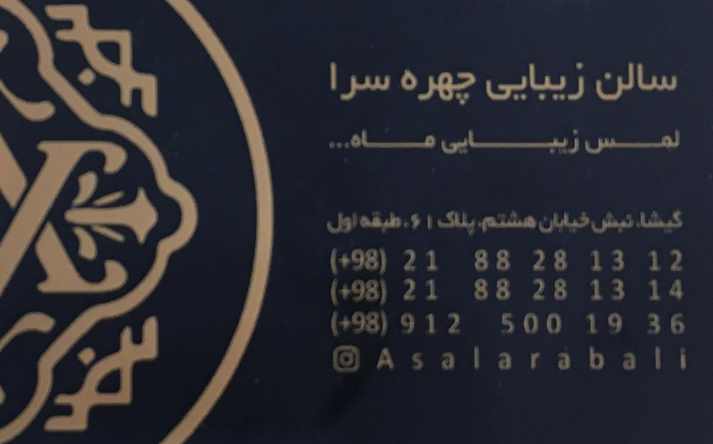 سالن زیبایی چهره سرا
لمس زیبایی ماه...
گیشا، نبش خیابان هشتم، پلاک ۶۱، طبقه اول
(+98) 21 88 28 13 12
(+98) 21 88 28 13 14
(+98) 912 500 19 36
Asalarabali